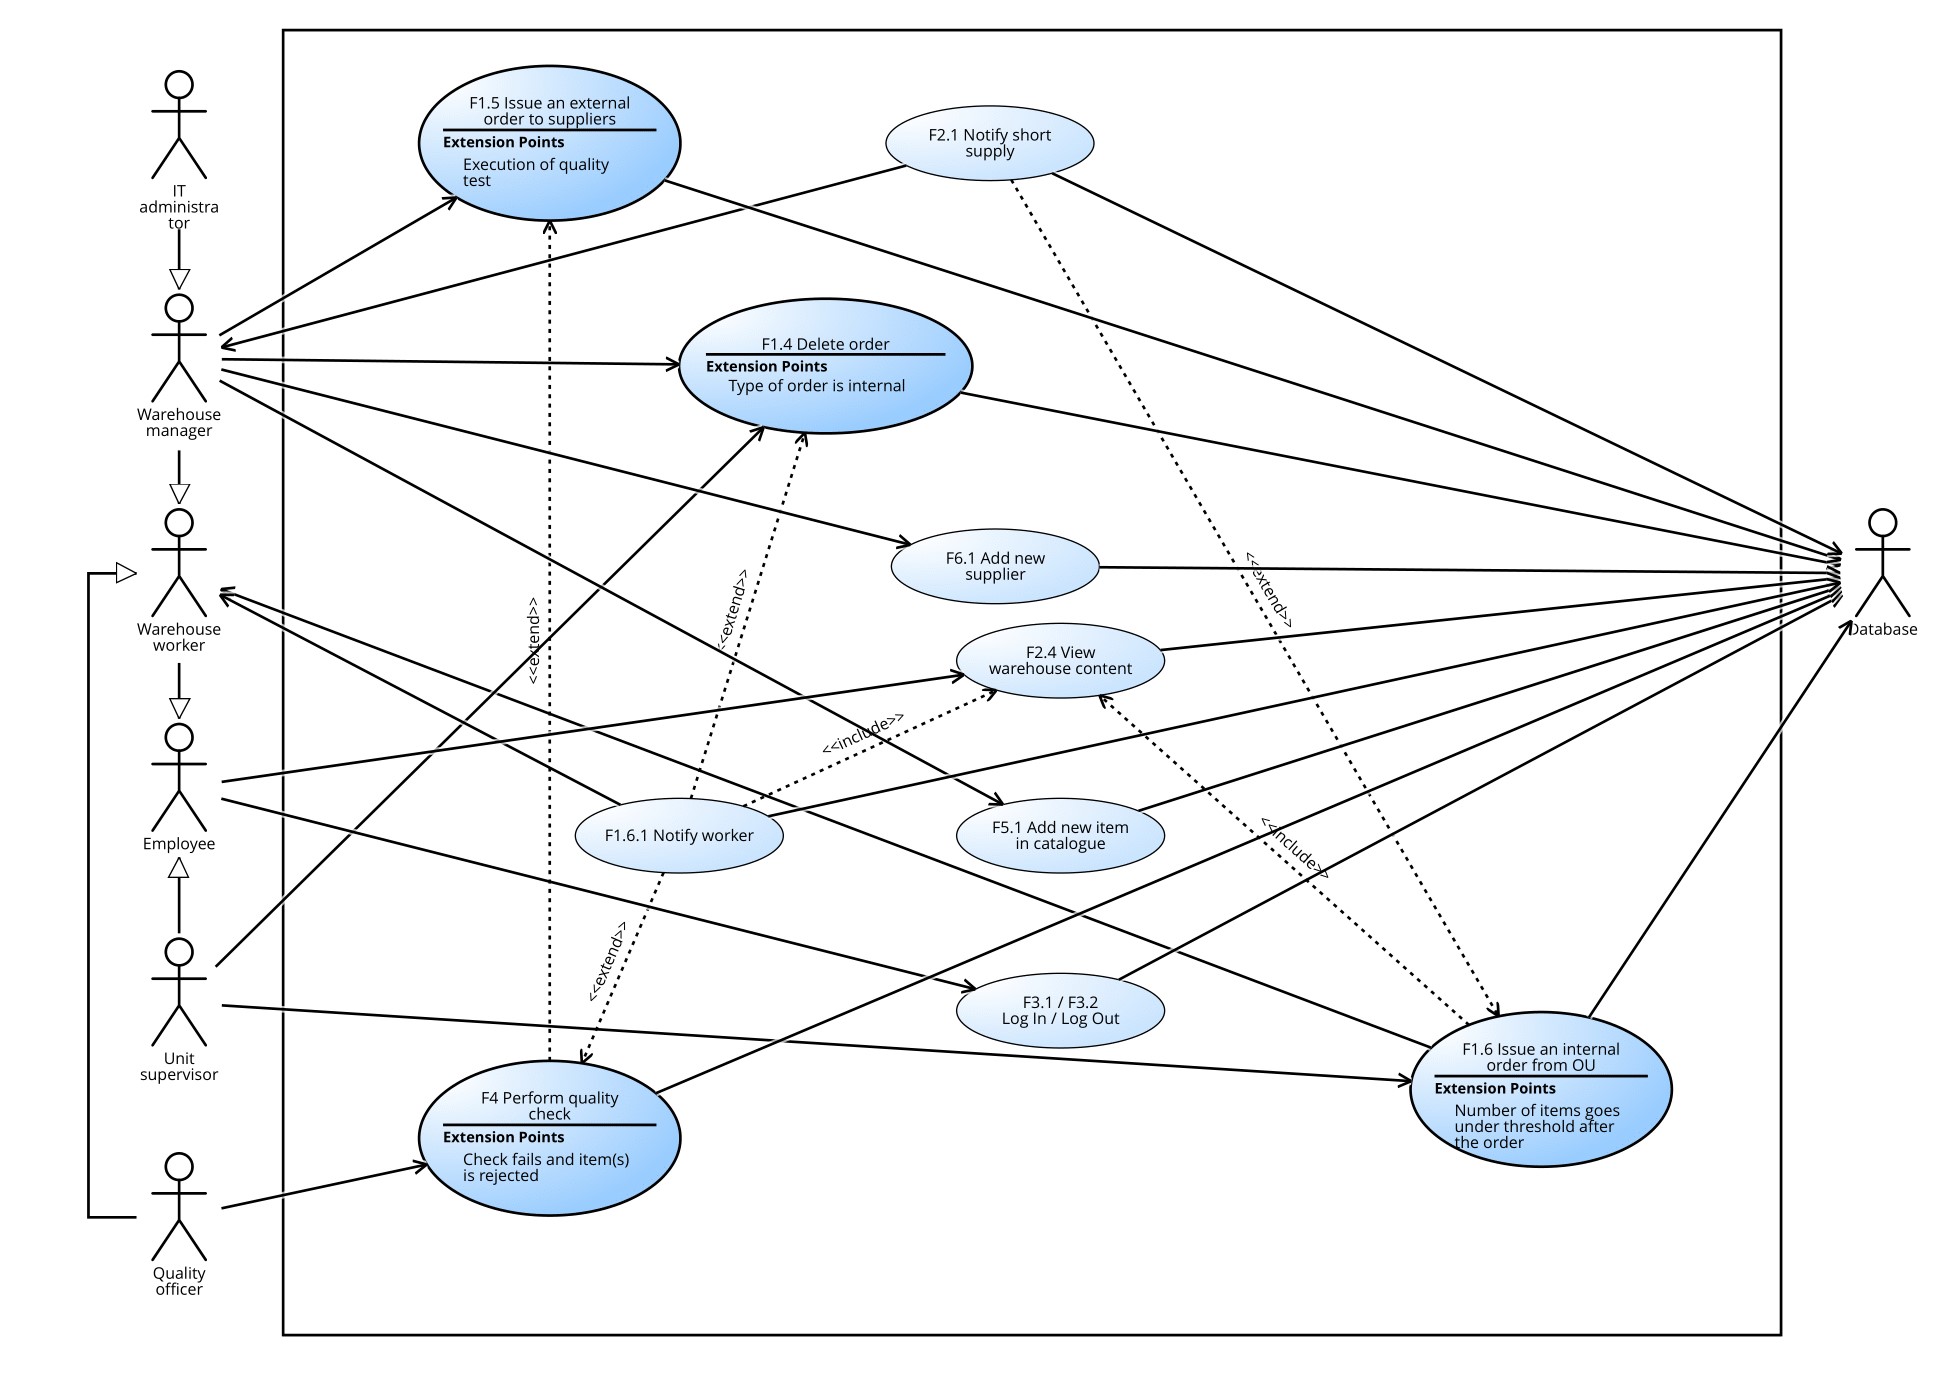 F1.5 Issue an external
order to suppliers
Extension Points
Execution of quality
test
F2.1 Notify short
supply
IT
administra
tor
F1.4 Delete order
Extension Points
Type of order is internal
Warehouse
manager
F6.1 Add new
supplier
<<extend>>
<<extend>>
<<extend>>
Warehouse
worker
Database
F2.4 View
warehouse content
<<include>>
F1.6.1 Notify worker
F5.1 Add new item
in catalogue
<<include>>
Employee
<<extend>>
F3.1 / F3.2
Log In / Log Out
Unit
supervisor
F1.6 Issue an internal
order from OU
Extension Points
Number of items goes
under threshold after
the order
F4 Perform quality
check
Extension Points
Check fails and item(s)
is rejected
Quality
officer